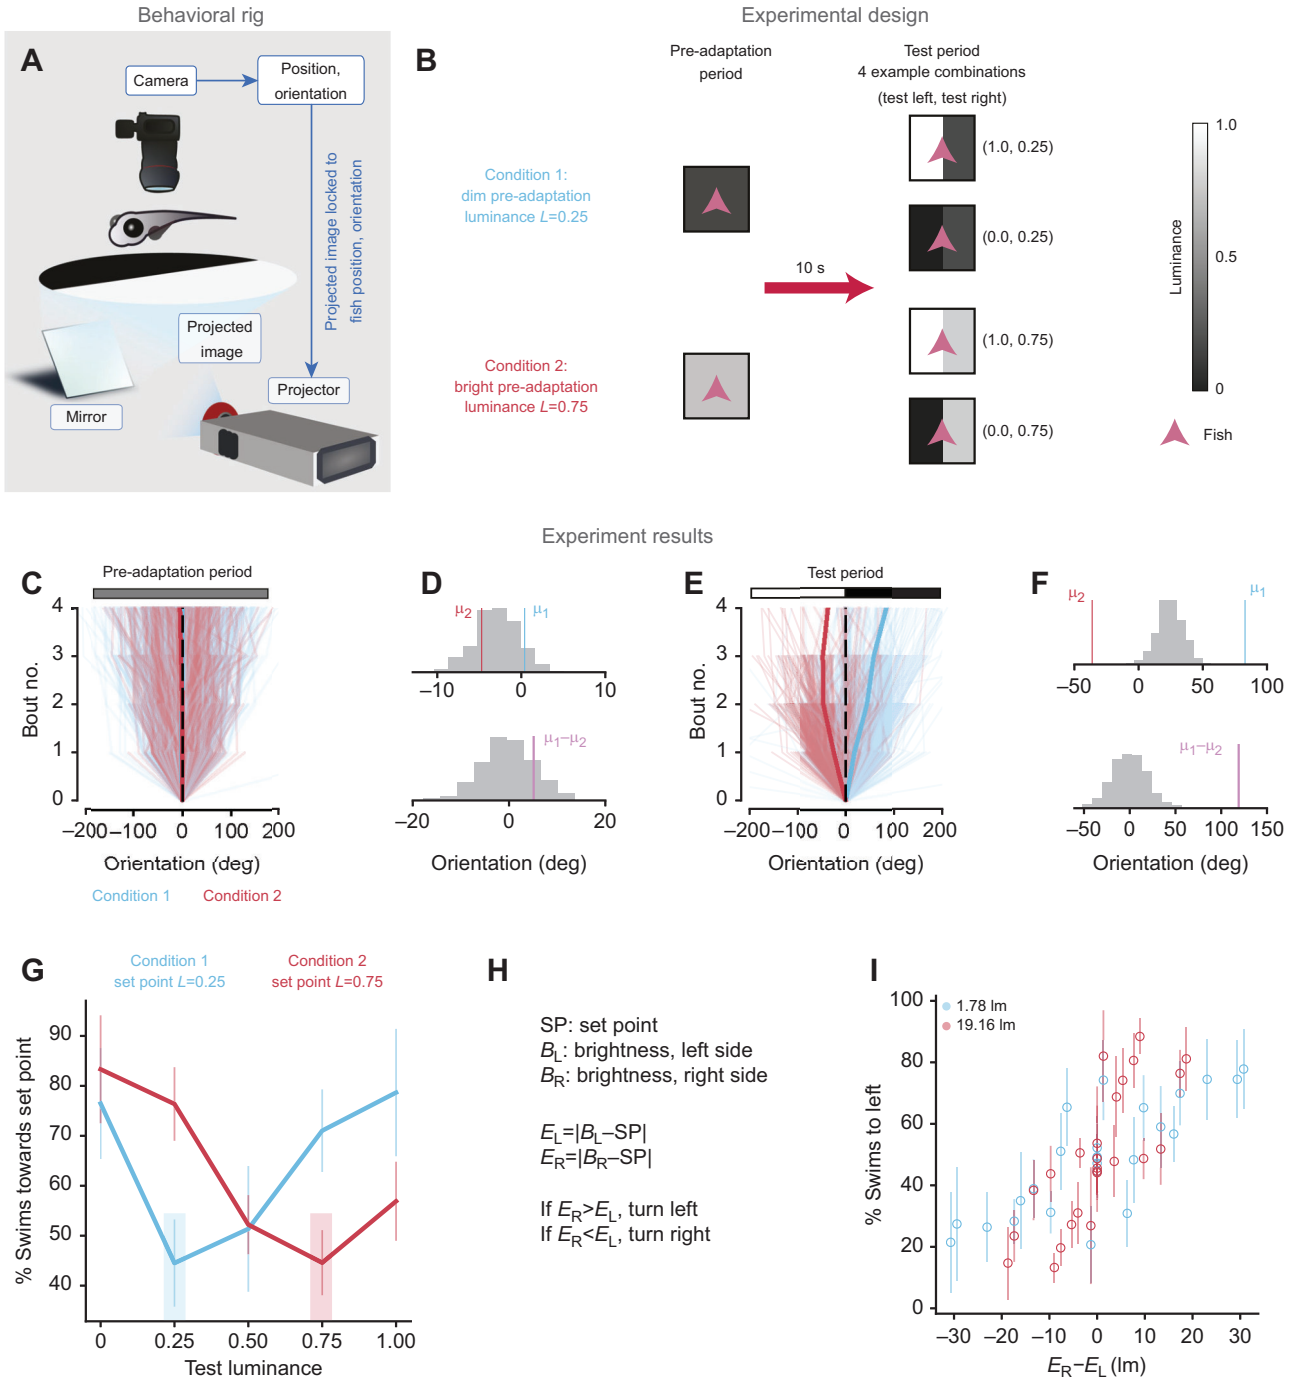 Behavioral rig
Experimental design
A
Camera
Position,
orientation
Projected image locked to
fish position, orientation
Projected
image
Mirror
Projector
B
Pre-adaptation
period
Test period
4 example combinations
(test left, test right)
Condition 1:
dim pre-adaptation
luminance L=0.25
(1.0, 0.25)
(0.0, 0.25)
10 s
Condition 2:
bright pre-adaptation
luminance L=0.75
(1.0, 0.75)
(0.0, 0.75)
Luminance
1.0
0.5
0
Fish
Experiment results
C
Pre-adaptation period
Bout no.
4
3
2
1
0
–200 –100 0 100 200
Orientation (deg)
Condition 1 Condition 2
D
μ2 μ1
–10 0 10
μ1–μ2
–20 0 20
Orientation (deg)
E
Test period
Bout no.
4
3
2
1
0
–200 –100 0 100 200
Orientation (deg)
F
μ2 μ1
–50 0 50 100
μ1–μ2
–50 0 50 100 150
Orientation (deg)
G
Condition 1
set point L=0.25
Condition 2
set point L=0.75
% Swims towards set point
90
80
70
60
50
40
0 0.25 0.50 0.75 1.00
Test luminance
H
SP: set point
BL: brightness, left side
BR: brightness, right side
EL=|BL–SP|
ER=|BR–SP|
If ER>EL, turn left
If ER<EL, turn right
I
1.78 lm
19.16 lm
% Swims to left
100
80
60
40
20
0
–30 –20 –10 0 10 20 30
ER–EL (lm)